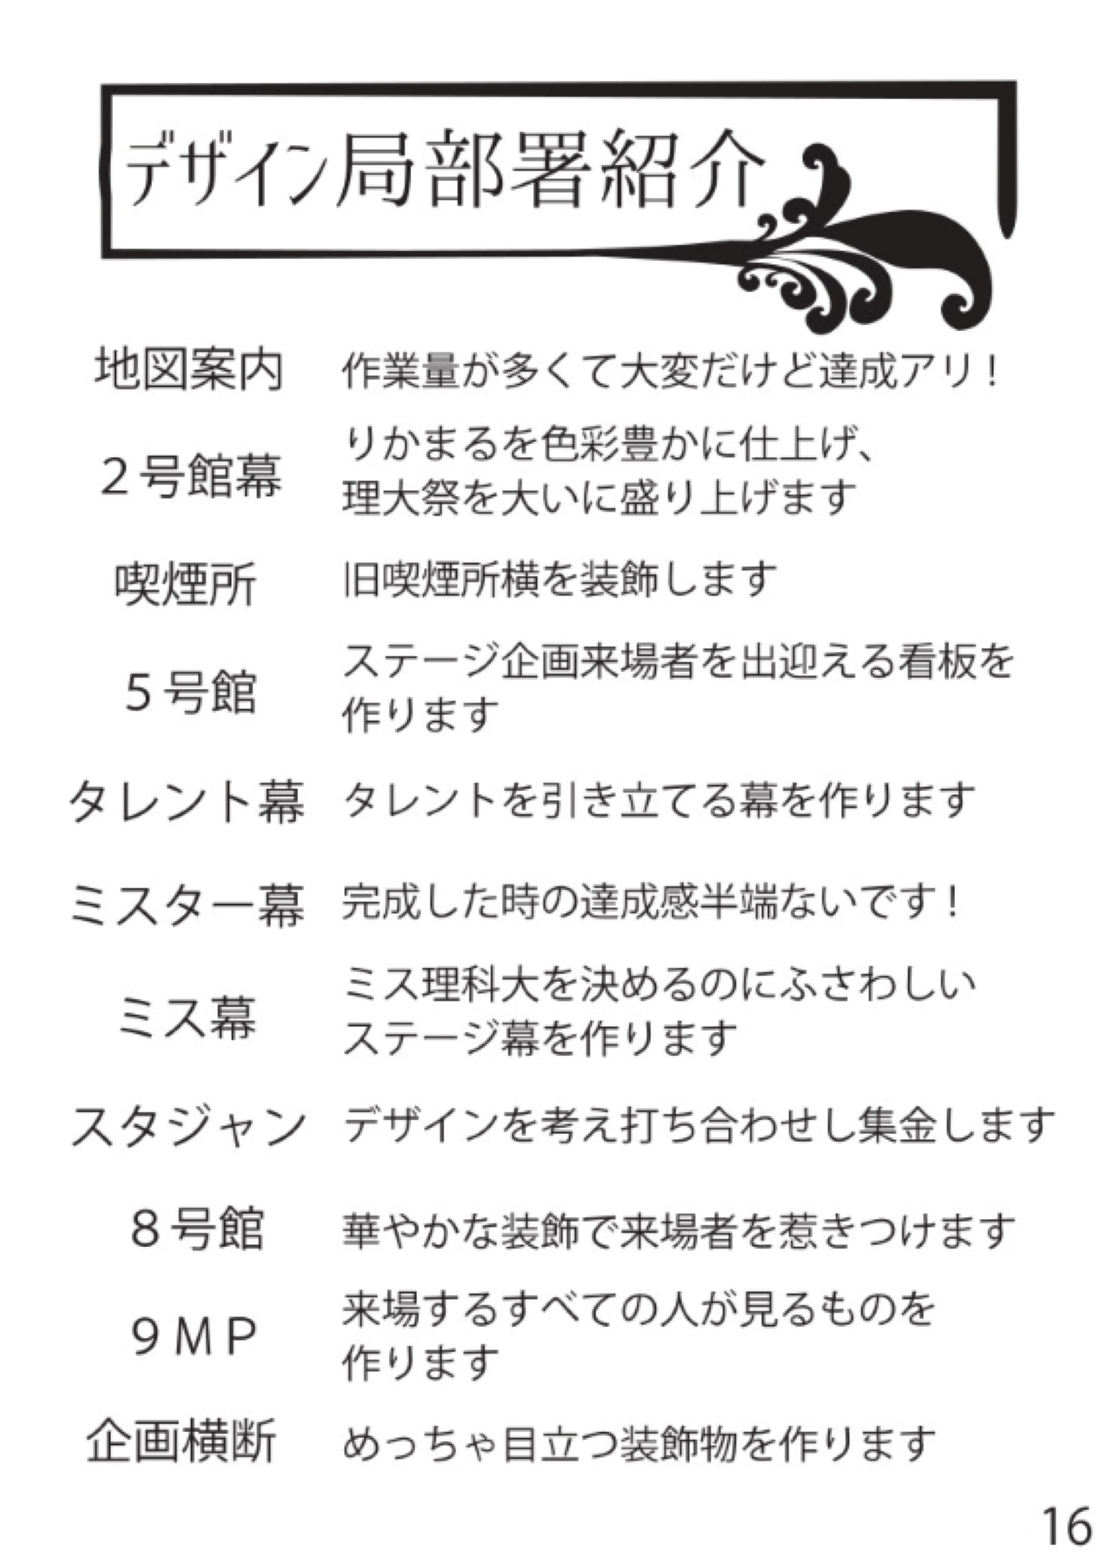 デザイン局部署紹介
地図案内 作業量が多くて大変だけど達成アリ！
２号館幕 りかまるを色彩豊かに仕上げ、
理大祭を大いに盛り上げます
喫煙所 旧喫煙所横を装飾します
５号館 ステージ企画来場者を出迎える看板を
作ります
タレント幕 タレントを引き立てる幕を作ります
ミスター幕 完成した時の達成感半端ないです！
ミス幕 ミス理科大を決めるのにふさわしい
ステージ幕を作ります
スタジャン デザインを考え打ち合わせし集金します
８号館 華やかな装飾で来場者を惹きつけます
９ＭＰ 来場するすべての人が見るものを
作ります
企画横断 めっちゃ目立つ装飾物を作ります
16